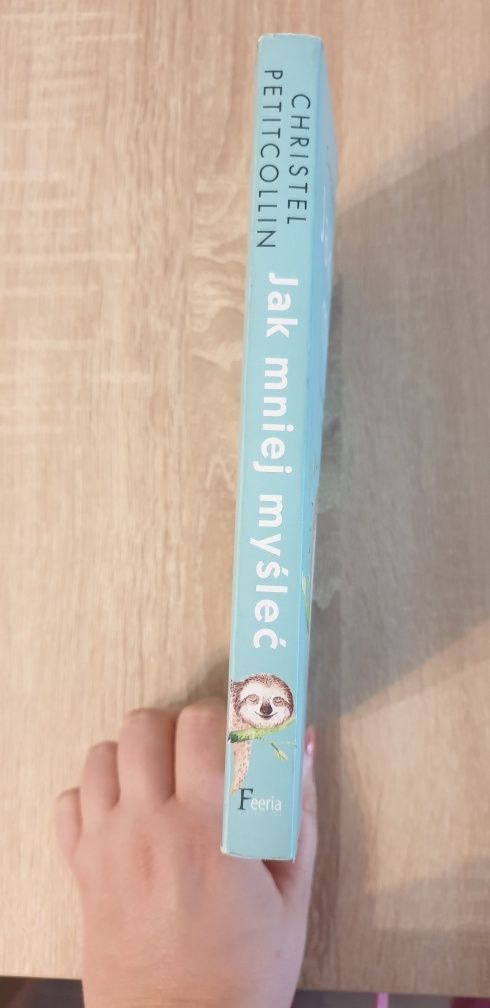 CHRISTEL
PETITCOLLIN
Jak mniej myśleć
Feeria